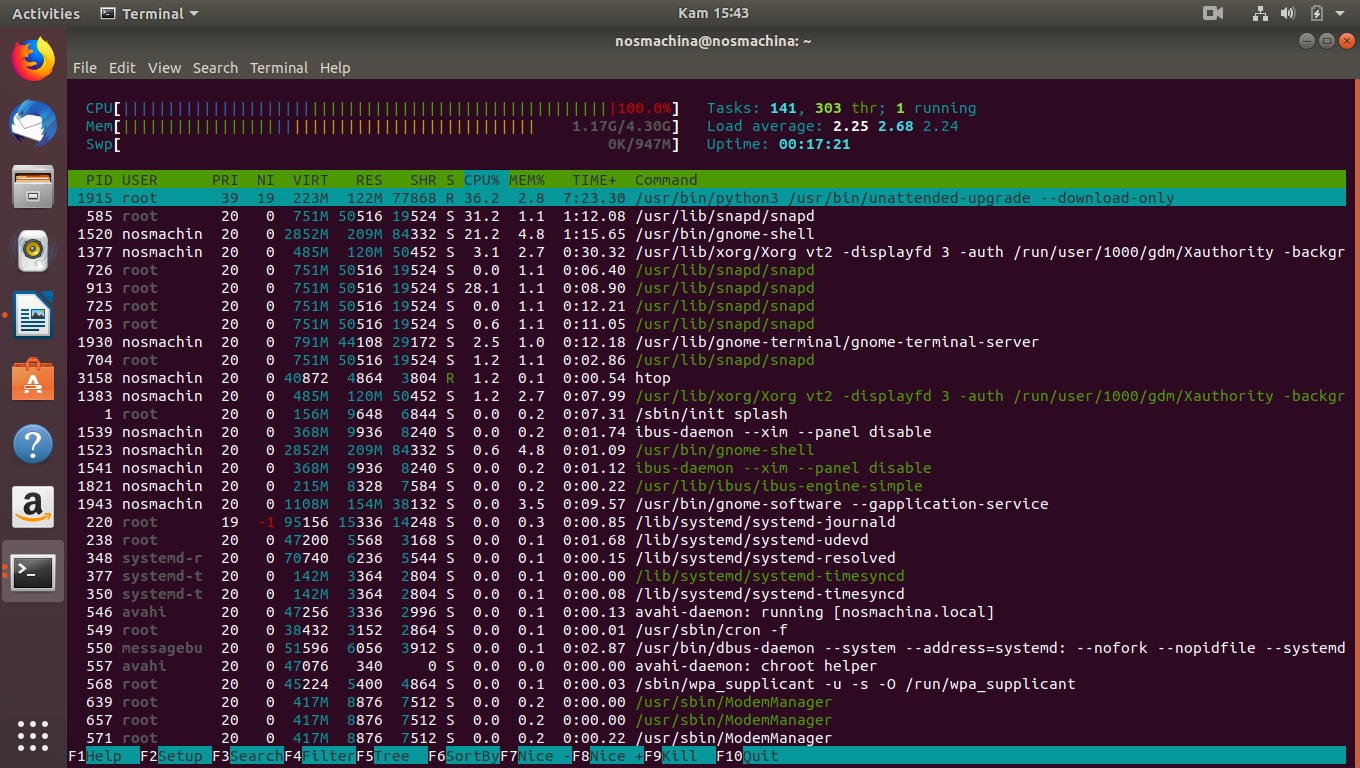 Activities Terminal Kam 15:43
nosmachina@nosmachina: ~
File Edit View Search Terminal Help
CPU[||||||||||||||||||||||||||||||||||||||||||||||||||||||||100.0%] Tasks: 141, 303 thr; 1 running
Mem[|||||||||||||||||||||||||||||||||||||||||||||| 1.17G/4.30G] Load average: 2.25 2.68 2.24
Swp[ 0K/947M] Uptime: 00:17:21
PID USER PRI NI VIRT RES SHR S CPU% MEM% TIME+ Command
1915 root 39 19 223M 122M 77868 R 36.2 2.8 7:23.30 /usr/bin/python3 /usr/bin/unattended-upgrade --download-only
585 root 20 0 751M 50516 19524 S 31.2 1.1 1:12.08 /usr/lib/snapd/snapd
1520 nosmachin 20 0 2852M 209M 84332 S 21.2 4.8 1:15.65 /usr/bin/gnome-shell
1377 nosmachin 20 0 485M 120M 50452 S 3.1 2.7 0:30.32 /usr/lib/xorg/Xorg vt2 -displayfd 3 -auth /run/user/1000/gdm/Xauthority -backgr
726 root 20 0 751M 50516 19524 S 0.0 1.1 0:06.40 /usr/lib/snapd/snapd
913 root 20 0 751M 50516 19524 S 28.1 1.1 0:08.90 /usr/lib/snapd/snapd
725 root 20 0 751M 50516 19524 S 0.0 1.1 0:12.21 /usr/lib/snapd/snapd
703 root 20 0 751M 50516 19524 S 0.6 1.1 0:11.05 /usr/lib/snapd/snapd
1930 nosmachin 20 0 791M 44108 29172 S 2.5 1.0 0:12.18 /usr/lib/gnome-terminal/gnome-terminal-server
704 root 20 0 751M 50516 19524 S 1.2 1.1 0:02.86 /usr/lib/snapd/snapd
3158 nosmachin 20 0 40872 4864 3804 R 1.2 0.1 0:00.54 htop
1383 nosmachin 20 0 485M 120M 50452 S 1.2 2.7 0:07.99 /usr/lib/xorg/Xorg vt2 -displayfd 3 -auth /run/user/1000/gdm/Xauthority -backgr
1 root 20 0 156M 9648 6844 S 0.0 0.2 0:07.31 /sbin/init splash
1539 nosmachin 20 0 368M 9936 8240 S 0.0 0.2 0:01.74 ibus-daemon --xim --panel disable
1523 nosmachin 20 0 2852M 209M 84332 S 0.6 4.8 0:01.09 /usr/bin/gnome-shell
1541 nosmachin 20 0 368M 9936 8240 S 0.0 0.2 0:01.12 ibus-daemon --xim --panel disable
1821 nosmachin 20 0 215M 8328 7584 S 0.0 0.2 0:00.22 /usr/lib/ibus/ibus-engine-simple
1943 nosmachin 20 0 1108M 154M 38132 S 0.0 3.5 0:09.57 /usr/bin/gnome-software --gapplication-service
220 root 19 -1 95156 15336 14248 S 0.0 0.3 0:00.85 /lib/systemd/systemd-journald
238 root 20 0 47200 5568 3168 S 0.0 0.1 0:01.68 /lib/systemd/systemd-udevd
348 systemd-r 20 0 70740 6236 5544 S 0.0 0.1 0:00.15 /lib/systemd/systemd-resolved
377 systemd-t 20 0 142M 3364 2804 S 0.0 0.1 0:00.00 /lib/systemd/systemd-timesyncd
350 systemd-t 20 0 142M 3364 2804 S 0.0 0.1 0:00.08 /lib/systemd/systemd-timesyncd
546 avahi 20 0 47256 3336 2996 S 0.0 0.1 0:00.13 avahi-daemon: running [nosmachina.local]
549 root 20 0 38432 3152 2864 S 0.0 0.1 0:00.01 /usr/sbin/cron -f
550 messagebu 20 0 51596 6056 3912 S 0.0 0.1 0:02.87 /usr/bin/dbus-daemon --system --address=systemd: --nofork --nopidfile --systemd
557 avahi 20 0 47076 340 0 S 0.0 0.0 0:00.00 avahi-daemon: chroot helper
568 root 20 0 45224 5400 4864 S 0.0 0.1 0:00.03 /sbin/wpa_supplicant -u -s -O /run/wpa_supplicant
639 root 20 0 417M 8876 7512 S 0.0 0.2 0:00.00 /usr/sbin/ModemManager
657 root 20 0 417M 8876 7512 S 0.0 0.2 0:00.00 /usr/sbin/ModemManager
571 root 20 0 417M 8876 7512 S 0.0 0.2 0:00.22 /usr/sbin/ModemManager
F1Help F2Setup F3SearchF4FilterF5Tree F6SortByF7Nice -F8Nice +F9Kill F10Quit